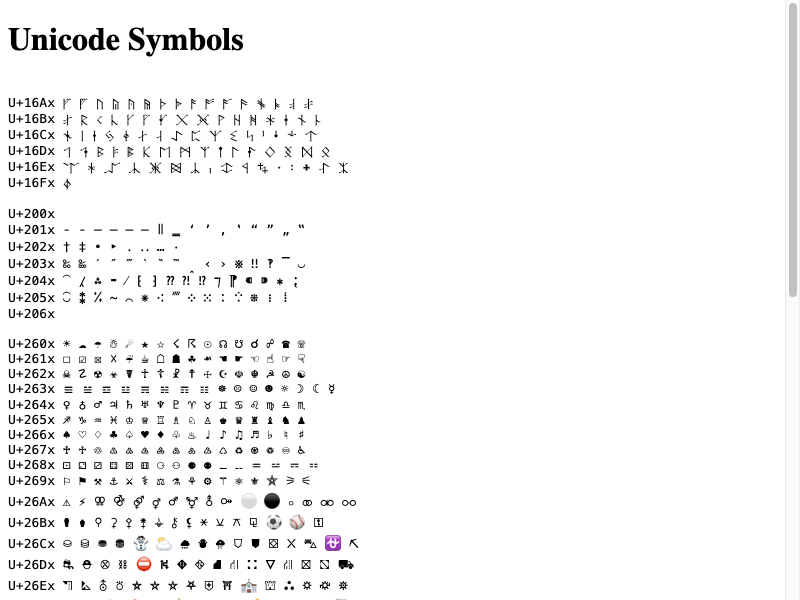 Unicode Symbols
U+16Ax ᚠ ᚡ ᚢ ᚣ ᚤ ᚥ ᚦ ᚧ ᚨ ᚩ ᚪ ᚫ ᚬ ᚭ ᚮ ᚯ
U+16Bx ᚰ ᚱ ᚲ ᚳ ᚴ ᚵ ᚶ ᚷ ᚸ ᚹ ᚺ ᚻ ᚼ ᚽ ᚾ ᚿ
U+16Cx ᛀ ᛁ ᛂ ᛃ ᛄ ᛅ ᛆ ᛇ ᛈ ᛉ ᛊ ᛋ ᛌ ᛍ ᛎ ᛏ
U+16Dx ᛐ ᛑ ᛒ ᛓ ᛔ ᛕ ᛖ ᛗ ᛘ ᛙ ᛚ ᛛ ᛜ ᛝ ᛞ ᛟ
U+16Ex ᛠ ᛡ ᛢ ᛣ ᛤ ᛥ ᛦ ᛧ ᛨ ᛩ ᛪ ᛫ ᛬ ᛭ ᛮ ᛯ
U+16Fx ᛰ
U+200x
U+201x ‐ ‑ ‒ – — ― ‖ ‗ ‘ ’ ‚ ‛ “ ” „ ‟
U+202x † ‡ • ‣ ․ ‥ … ‧
U+203x ‰ ‱ ′ ″ ‴ ‵ ‶ ‷ ‸ ‹ › ※ ‼ ‽ ‾ ‿
U+204x ⁀ ⁁ ⁂ ⁃ ⁄ ⁅ ⁆ ⁇ ⁈ ⁉ ⁊ ⁋ ⁌ ⁍ ⁎ ⁏
U+205x ⁐ ⁑ ⁒ ⁓ ⁔ ⁕ ⁖ ⁗ ⁘ ⁙ ⁚ ⁛ ⁜ ⁝ ⁞
U+206x
U+260x ☀ ☁ ☂ ☃ ☄ ★ ☆ ☇ ☈ ☉ ☊ ☋ ☌ ☍ ☎ ☏
U+261x ☐ ☑ ☒ ☓ ☔ ☕ ☖ ☗ ☘ ☙ ☚ ☛ ☜ ☝ ☞ ☟
U+262x ☠ ☡ ☢ ☣ ☤ ☥ ☦ ☧ ☨ ☩ ☪ ☫ ☬ ☭ ☮ ☯
U+263x ☰ ☱ ☲ ☳ ☴ ☵ ☶ ☷ ☸ ☹ ☺ ☻ ☼ ☽ ☾ ☿
U+264x ♀ ♁ ♂ ♃ ♄ ♅ ♆ ♇ ♈ ♉ ♊ ♋ ♌ ♍ ♎ ♏
U+265x ♐ ♑ ♒ ♓ ♔ ♕ ♖ ♗ ♘ ♙ ♚ ♛ ♜ ♝ ♞ ♟
U+266x ♠ ♡ ♢ ♣ ♤ ♥ ♦ ♧ ♨ ♩ ♪ ♫ ♬ ♭ ♮ ♯
U+267x ♰ ♱ ♲ ♳ ♴ ♵ ♶ ♷ ♸ ♹ ♺ ♻ ♼ ♽ ♾ ♿
U+268x ⚀ ⚁ ⚂ ⚃ ⚄ ⚅ ⚆ ⚇ ⚈ ⚉ ⚊ ⚋ ⚌ ⚍ ⚎ ⚏
U+269x ⚐ ⚑ ⚒ ⚓ ⚔ ⚕ ⚖ ⚗ ⚘ ⚙ ⚚ ⚛ ⚜ ⚝ ⚞ ⚟
U+26Ax ⚠ ⚡ ⚢ ⚣ ⚤ ⚥ ⚦ ⚧ ⚨ ⚩ ⚪ ⚫ ⚬ ⚭ ⚮ ⚯
U+26Bx ⚰ ⚱ ⚲ ⚳ ⚴ ⚵ ⚶ ⚷ ⚸ ⚹ ⚺ ⚻ ⚼ ⚽ ⚾ ⚿
U+26Cx ⛀ ⛁ ⛂ ⛃ ⛄ ⛅ ⛆ ⛇ ⛈ ⛉ ⛊ ⛋ ⛌ ⛍ ⛎ ⛏
U+26Dx ⛐ ⛑ ⛒ ⛓ ⛔ ⛕ ⛖ ⛗ ⛘ ⛙ ⛚ ⛛ ⛜ ⛝ ⛞ ⛟
U+26Ex ⛠ ⛡ ⛢ ⛣ ⛤ ⛥ ⛦ ⛧ ⛨ ⛩ ⛪ ⛫ ⛬ ⛭ ⛮ ⛯